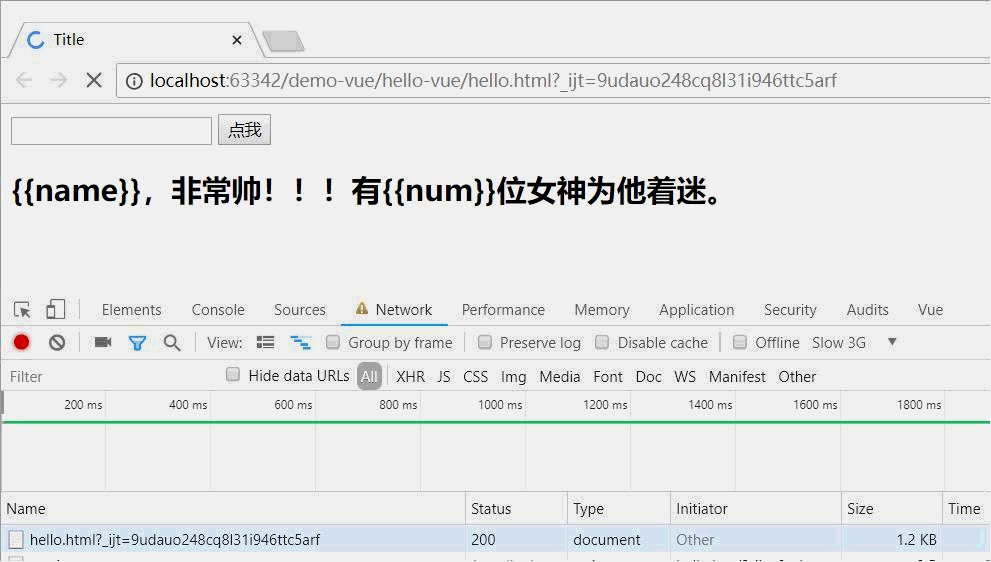 Title
localhost:63342/demo-vue/hello-vue/hello.html?_ijt=9udauo248cq8l31i946ttc5arf
点我
{{name}}，非常帅！！！有{{num}}位女神为他着迷。
Elements Console Sources Network Performance Memory Application Security Audits Vue
View: Group by frame Preserve log Disable cache Offline Slow 3G
Filter Hide data URLs All XHR JS CSS Img Media Font Doc WS Manifest Other
200 ms 400 ms 600 ms 800 ms 1000 ms 1200 ms 1400 ms 1600 ms 1800 ms
Name Status Type Initiator Size Time
hello.html?_ijt=9udauo248cq8l31i946ttc5arf 200 document Other 1.2 KB